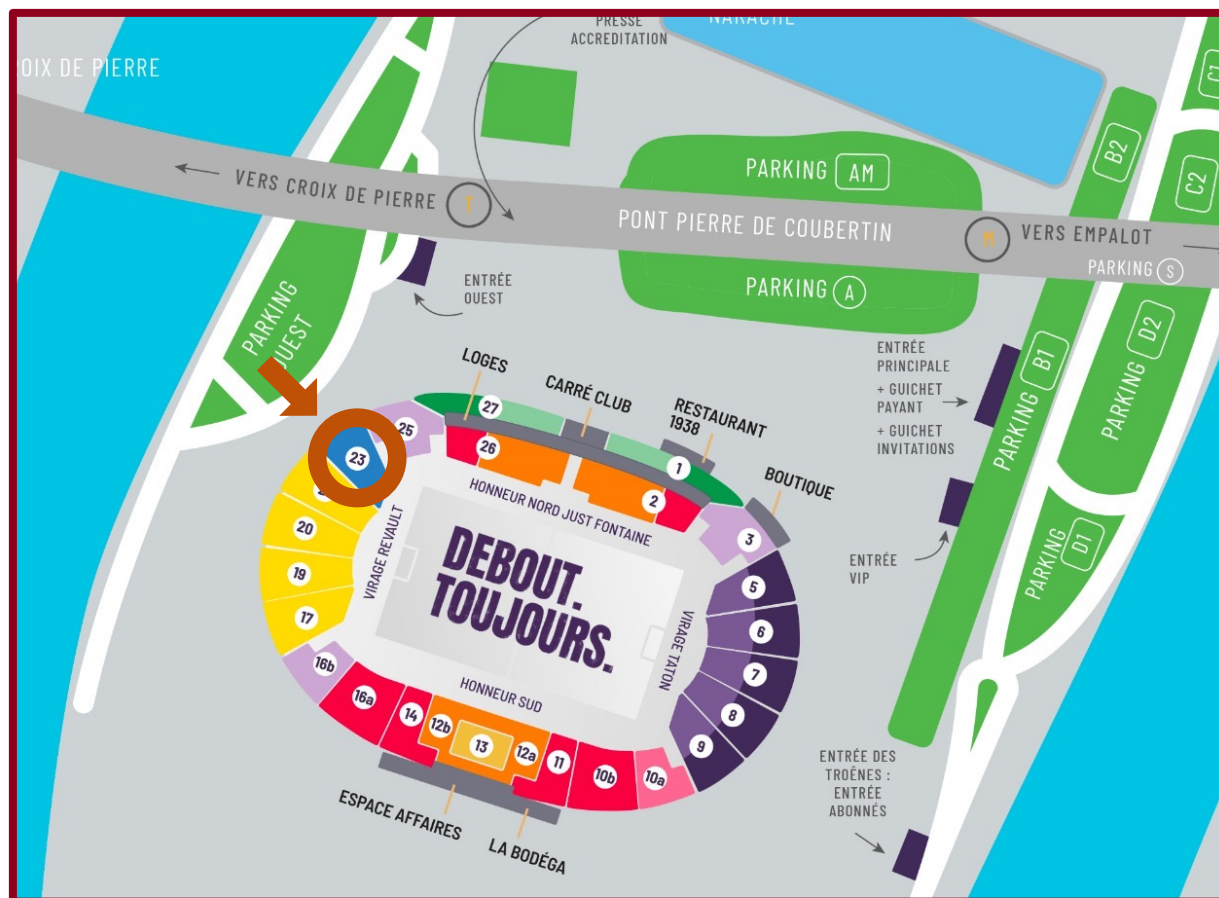 NARACHE
PRESSE
ACCREDITATION
OIX DE PIERRE
C1
B2
C2
PARKING AM
VERS CROIX DE PIERRE T
PONT PIERRE DE COUBERTIN
M VERS EMPALOT
PARKING S
PARKING A
ENTRÉE
OUEST
PARKING
OUEST
PARKING D2
PARKING B1
ENTRÉE
PRINCIPALE
+ GUICHET
PAYANT
+ GUICHET
INVITATIONS
LOGES
CARRÉ CLUB
RESTAURANT
1938
BOUTIQUE
27
25
26
1
2
3
23
HONNEUR NORD JUST FONTAINE
20
19
17
16b
16a
14
12b
13
12a
11
10b
10a
9
8
7
6
5
VIRAGE REVAULT
DEBOUT.
TOUJOURS.
VIRAGE TATON
HONNEUR SUD
ENTRÉE
VIP
PARKING D1
ESPACE AFFAIRES
LA BODÉGA
ENTRÉE DES
TROÊNES :
ENTRÉE
ABONNÉS